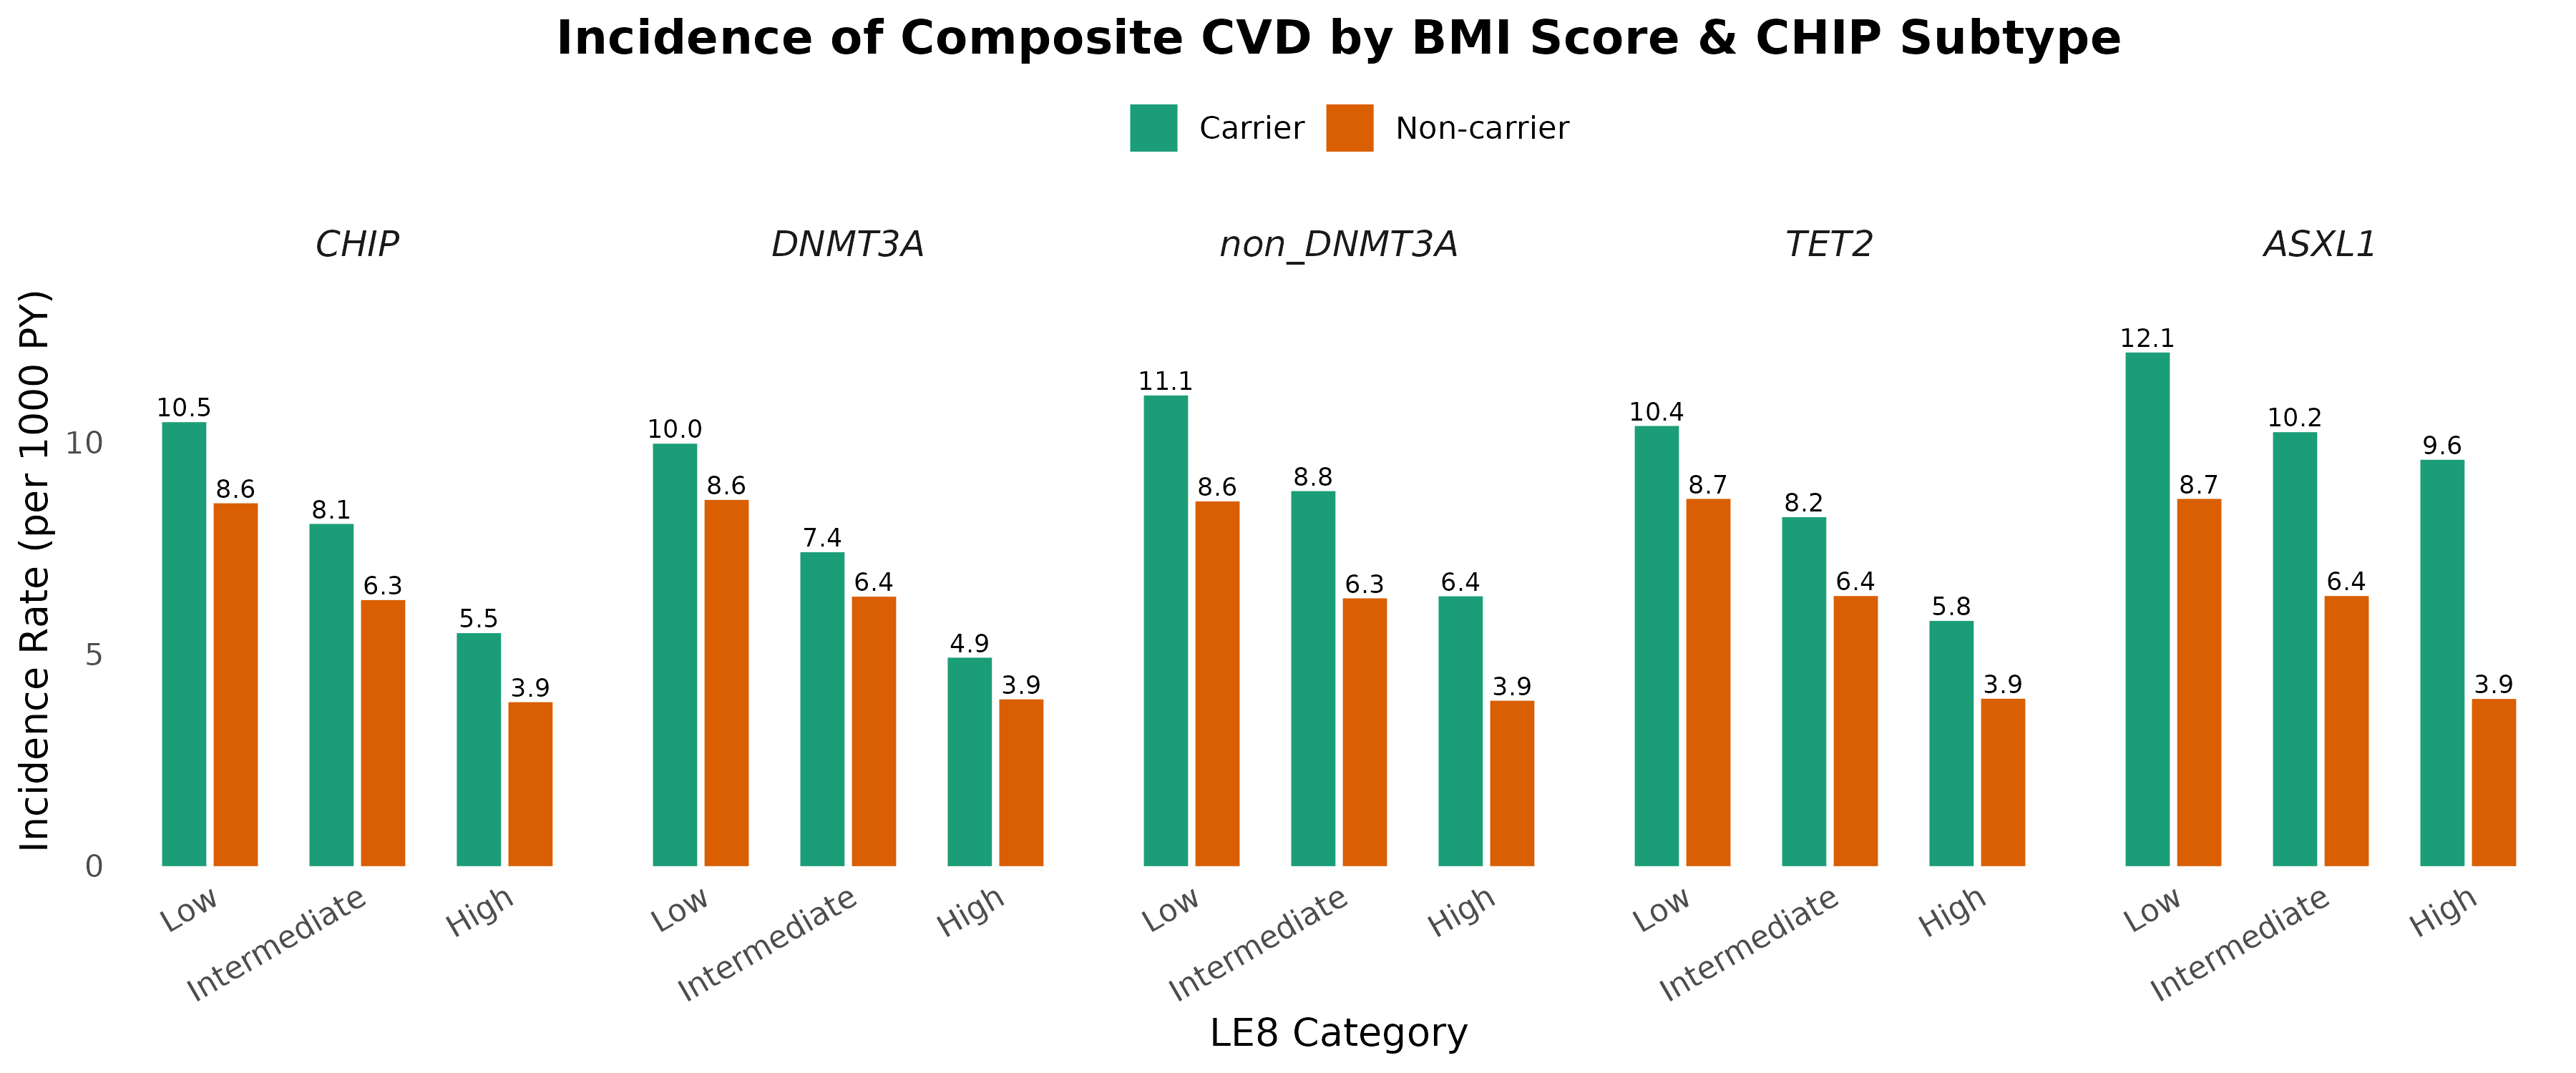 Incidence of Composite CVD by BMI Score & CHIP Subtype
Carrier Non-carrier
CHIP DNMT3A non_DNMT3A TET2 ASXL1
Incidence Rate (per 1000 PY)
10
5
0
10.5 8.6 8.1 6.3 5.5 3.9
10.0 8.6 7.4 6.4 4.9 3.9
11.1 8.6 8.8 6.3 6.4 3.9
10.4 8.7 8.2 6.4 5.8 3.9
12.1 8.7 10.2 6.4 9.6 3.9
Low Intermediate High
Low Intermediate High
Low Intermediate High
Low Intermediate High
Low Intermediate High
LE8 Category